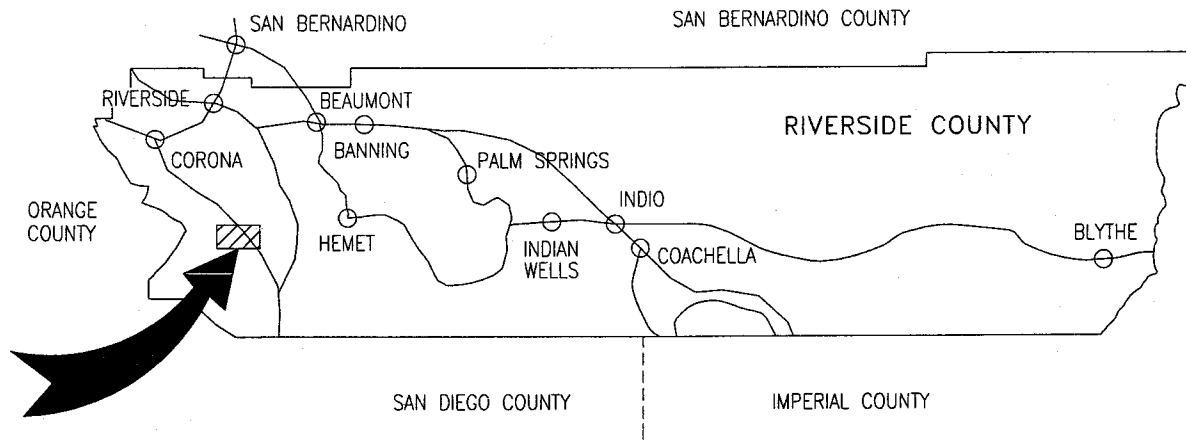 SAN BERNARDINO
SAN BERNARDINO COUNTY
RIVERSIDE
BEAUMONT
RIVERSIDE COUNTY
BANNING
CORONA
PALM SPRINGS
ORANGE
COUNTY
INDIO
HEMET
INDIAN
WELLS
COACHELLA
BLYTHE
SAN DIEGO COUNTY
IMPERIAL COUNTY